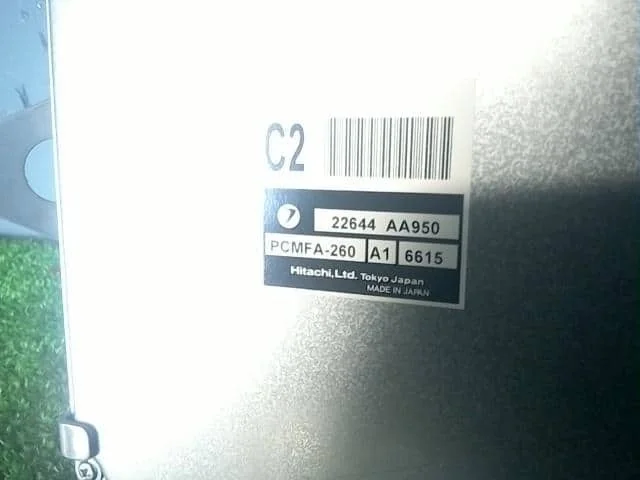 C2
22644 AA950
PCMFA-260 A1 6615
Hitachi,Ltd. Tokyo Japan
MADE IN JAPAN